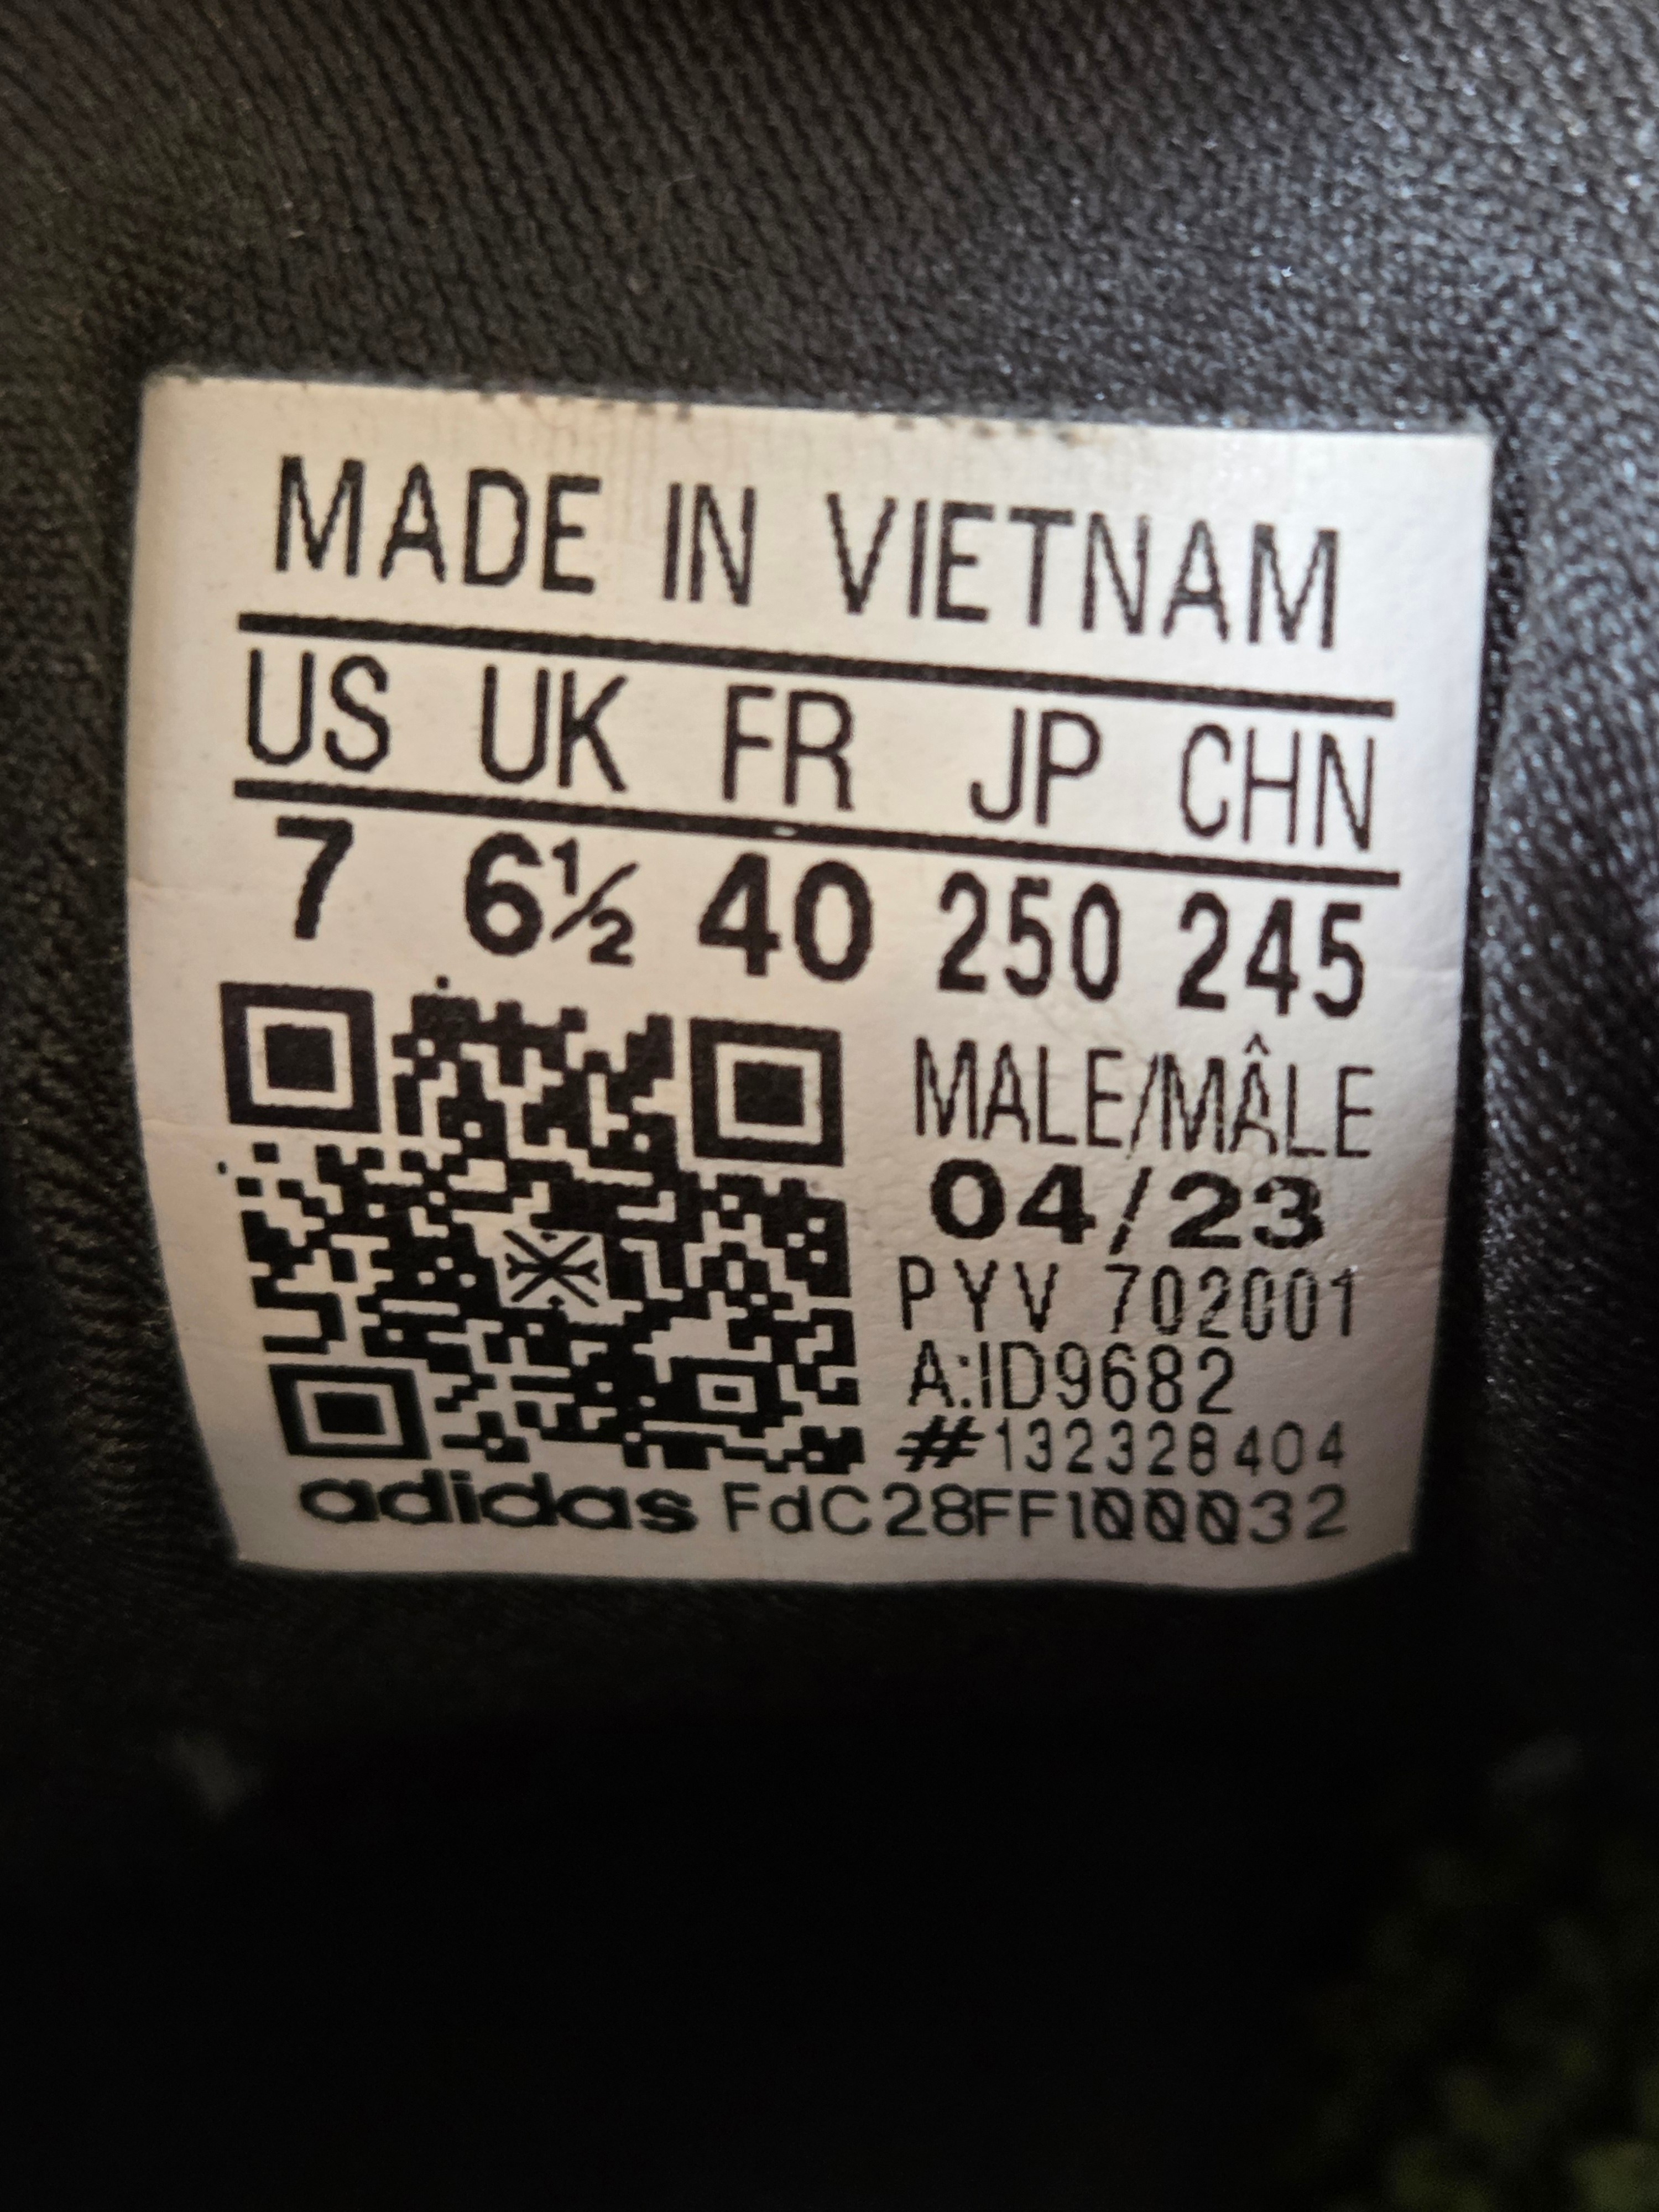 MADE IN VIETNAM
US UK FR JP CHN
7 6½ 40 250 245
MALE/MÂLE
04/23
PYV 702001
A:ID9682
#132328404
adidas FdC28FF1000032